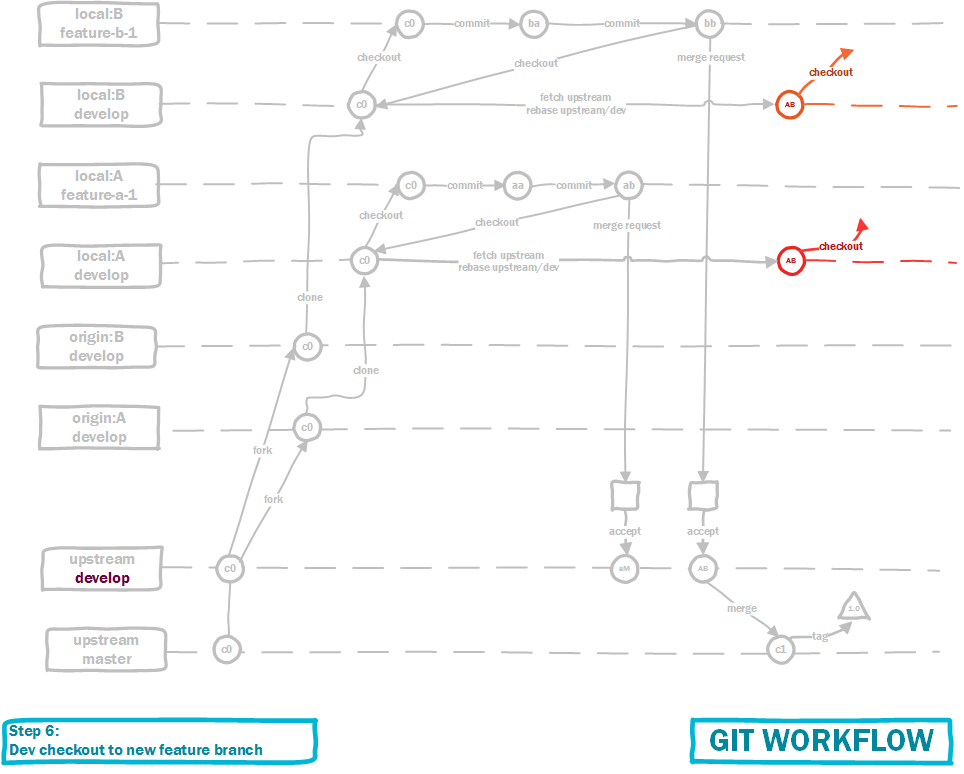 local:B
feature-b-1
c0
commit
ba
commit
bb
checkout
checkout
merge request
checkout
local:B
develop
c0
fetch upstream
rebase upstream/dev
AB
local:A
feature-a-1
c0
commit
aa
commit
ab
checkout
checkout
merge request
checkout
local:A
develop
c0
fetch upstream
rebase upstream/dev
AB
clone
origin:B
develop
c0
clone
origin:A
develop
c0
fork
fork
accept
accept
upstream
develop
c0
aM
AB
merge
1.0
tag
upstream
master
c0
c1
Step 6:
Dev checkout to new feature branch
GIT WORKFLOW